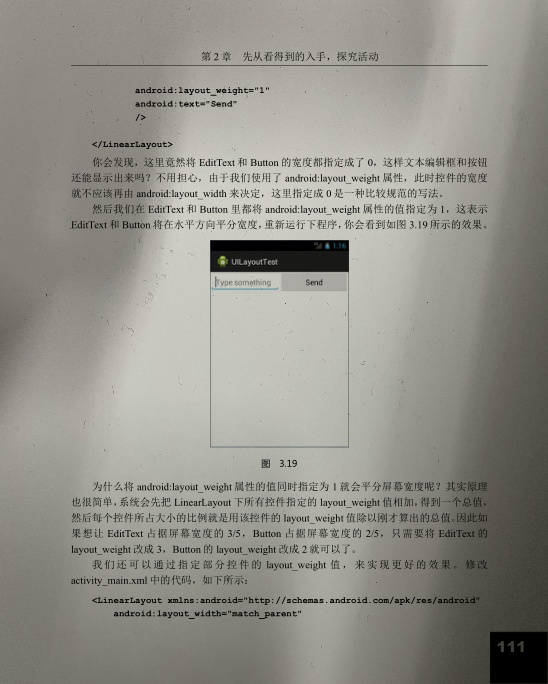 第 2 章　先从看得到的入手，探究活动
android:layout_weight="1"
android:text="Send"
/>
</LinearLayout>
你会发现，这里竟然将 EditText 和 Button 的宽度都指定成了 0，这样文本编辑框和按钮
还能显示出来吗？不用担心，由于我们使用了 android:layout_weight 属性，此时控件的宽度
就不应该再由 android:layout_width 来决定，这里指定成 0 是一种比较规范的写法。
然后我们在 EditText 和 Button 里都将 android:layout_weight 属性的值指定为 1，这表示
EditText 和 Button 将在水平方向平分宽度，重新运行下程序，你会看到如图 3.19 所示的效果。
1:16
UILayoutTest
Type something
Send
图　3.19
为什么将 android:layout_weight 属性的值同时指定为 1 就会平分屏幕宽度呢？其实原理
也很简单，系统会先把 LinearLayout 下所有控件指定的 layout_weight 值相加，得到一个总值，
然后每个控件所占大小的比例就是用该控件的 layout_weight 值除以刚才算出的总值。因此如
果想让 EditText 占据屏幕宽度的 3/5，Button 占据屏幕宽度的 2/5，只需要将 EditText 的
layout_weight 改成 3，Button 的 layout_weight 改成 2 就可以了。
我们还可以通过指定部分控件的 layout_weight 值，来实现更好的效果。修改
activity_main.xml 中的代码，如下所示：
<LinearLayout xmlns:android="http://schemas.android.com/apk/res/android"
android:layout_width="match_parent"
111